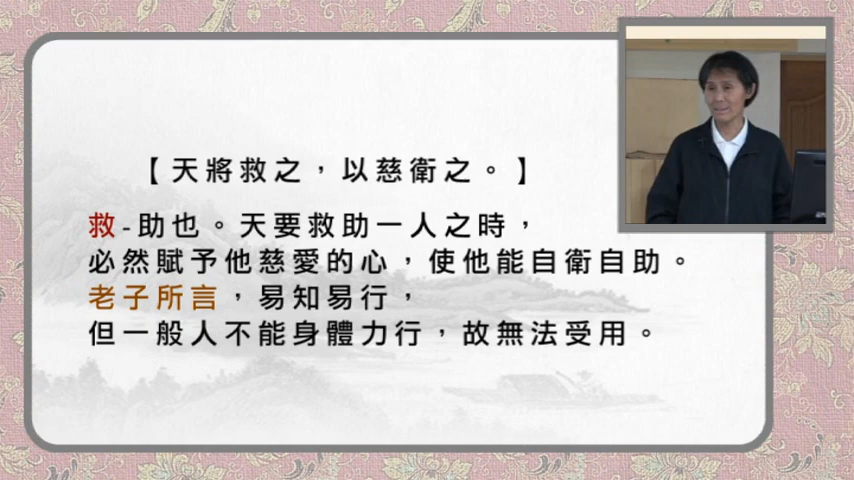 【天將救之，以慈衛之。】
救-助也。天要救助一人之時，
必然賦予他慈愛的心，使他能自衛自助。
老子所言，易知易行，
但一般人不能身體力行，故無法受用。